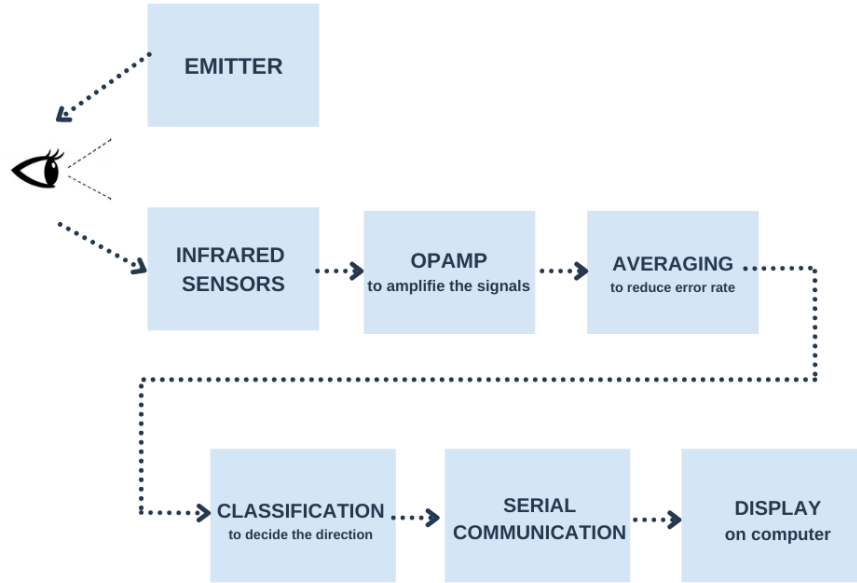 EMITTER
INFRARED
SENSORS
OPAMP
to amplifie the signals
AVERAGING
to reduce error rate
CLASSIFICATION
to decide the direction
SERIAL
COMMUNICATION
DISPLAY
on computer